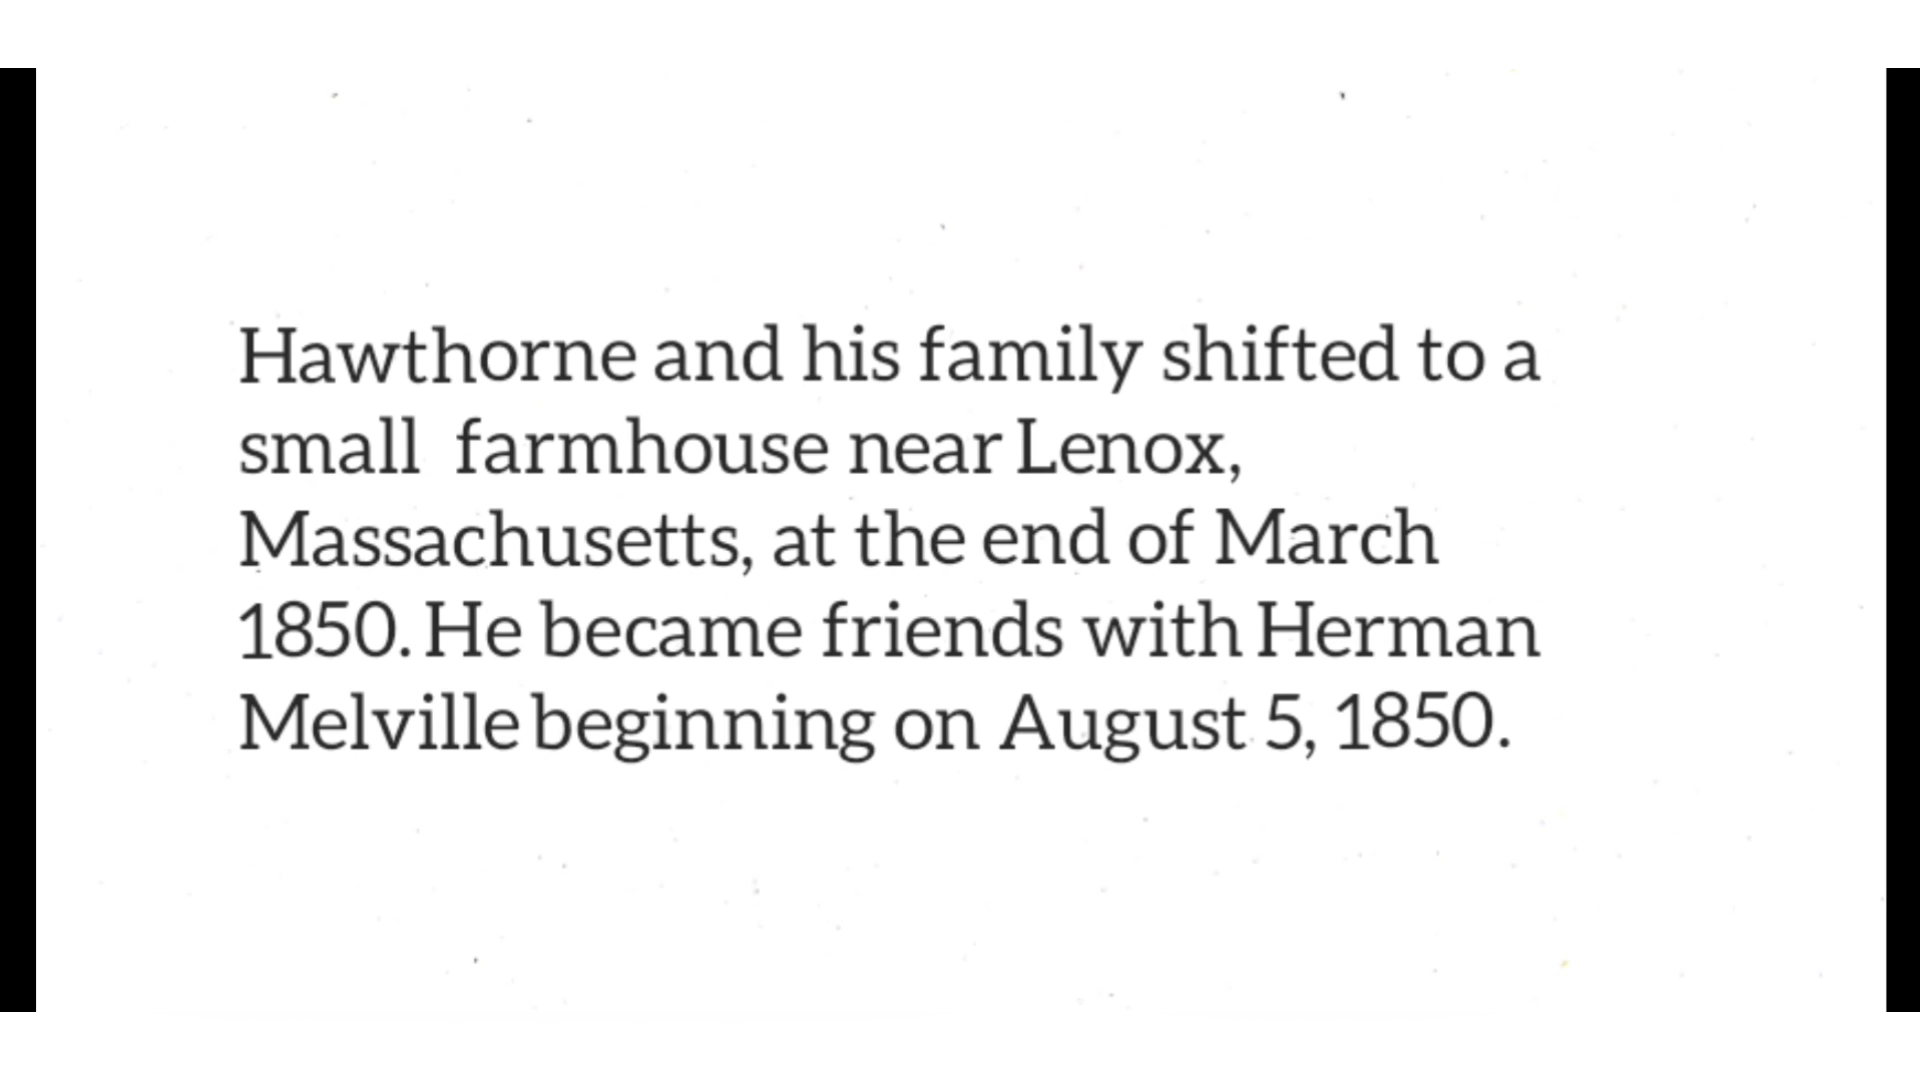 Hawthorne and his family shifted to a
small farmhouse near Lenox,
Massachusetts, at the end of March
1850. He became friends with Herman
Melville beginning on August 5, 1850.